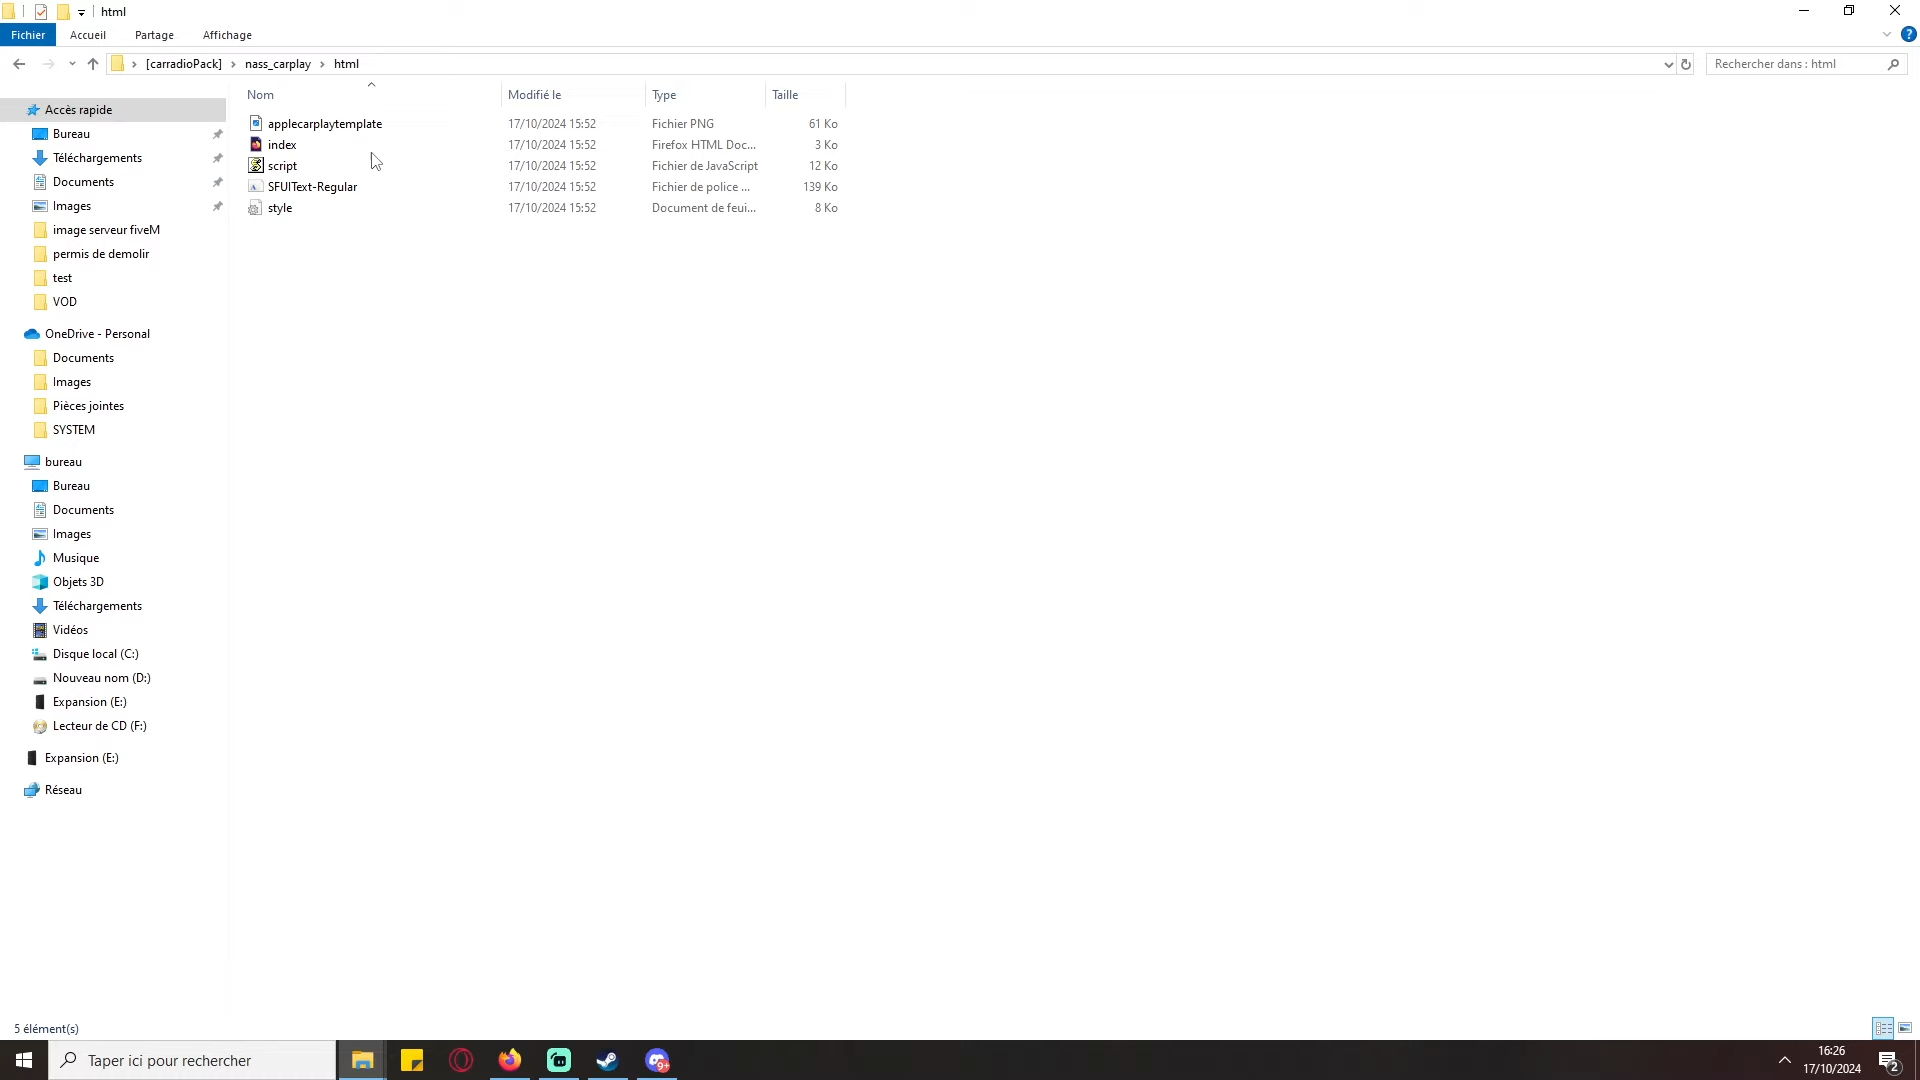 html
Fichier
Accueil
Partage
Affichage
?
[carradioPack]
nass_carplay
html
Rechercher dans : html
Nom
Modifié le
Type
Taille
applecarplaytemplate 17/10/2024 15:52 Fichier PNG 61 Ko
index 17/10/2024 15:52 Firefox HTML Doc... 3 Ko
script 17/10/2024 15:52 Fichier de JavaScript 12 Ko
SFUIText-Regular 17/10/2024 15:52 Fichier de police ... 139 Ko
style 17/10/2024 15:52 Document de feui... 8 Ko
Accès rapide
Bureau
Téléchargements
Documents
Images
image serveur fiveM
permis de demolir
test
VOD
OneDrive - Personal
Documents
Images
Pièces jointes
SYSTEM
bureau
Bureau
Documents
Images
Musique
Objets 3D
Téléchargements
Vidéos
Disque local (C:)
Nouveau nom (D:)
Expansion (E:)
Lecteur de CD (F:)
Expansion (E:)
Réseau
5 élément(s)
Taper ici pour rechercher
9+
16:26
17/10/2024
2